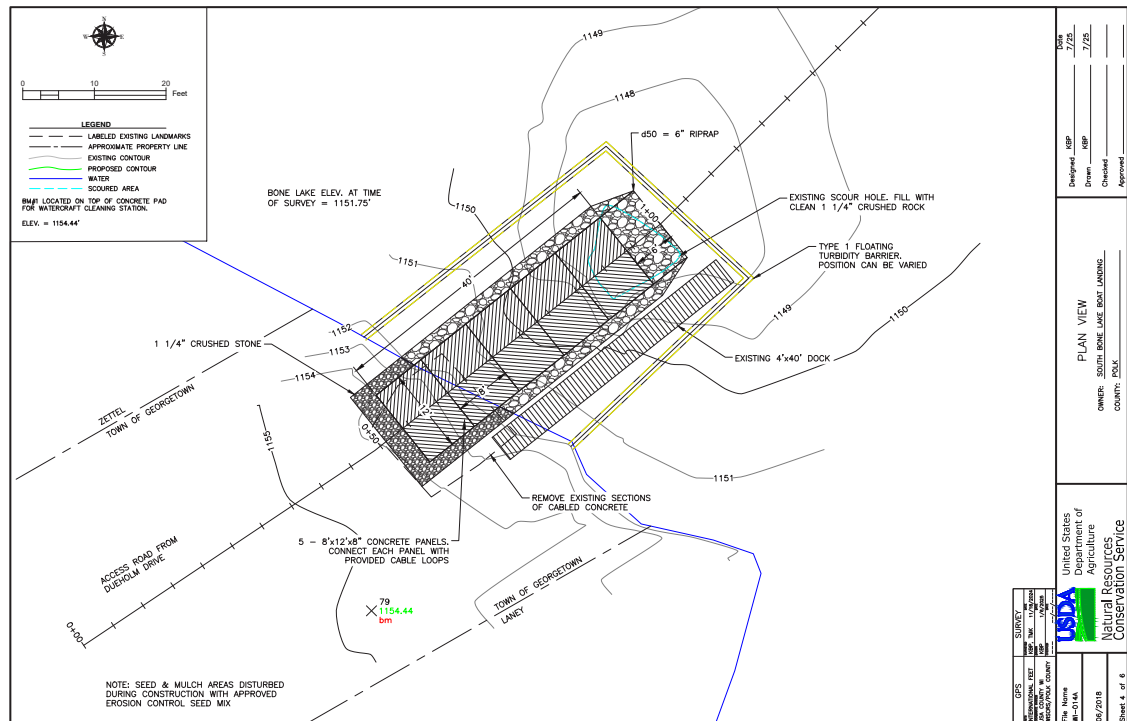 N
W
E
S
0
10
20
Feet
LEGEND
LABELED EXISTING LANDMARKS
APPROXIMATE PROPERTY LINE
EXISTING CONTOUR
PROPOSED CONTOUR
WATER
SCOURED AREA
BM#1 LOCATED ON TOP OF CONCRETE PAD
FOR WATERCRAFT CLEANING STATION.
ELEV. = 1154.44'
1149
1148
d50 = 6" RIPRAP
BONE LAKE ELEV. AT TIME
OF SURVEY = 1151.75'
1150
EXISTING SCOUR HOLE. FILL WITH
CLEAN 1 1/4" CRUSHED ROCK
1+00
6'
TYPE 1 FLOATING
TURBIDITY BARRIER.
POSITION CAN BE VARIED
1151
40'
1149
1150
1152
1 1/4" CRUSHED STONE
1153
EXISTING 4'x40' DOCK
1154
8'
12'
ZETTEL
TOWN OF GEORGETOWN
0+50
1155
1151
REMOVE EXISTING SECTIONS
OF CABLED CONCRETE
5 - 8'x12'x8" CONCRETE PANELS.
CONNECT EACH PANEL WITH
PROVIDED CABLE LOOPS
ACCESS ROAD FROM
DUEHOLM DRIVE
TOWN OF GEORGETOWN
LANEY
79
1154.44
bm
0+00
NOTE: SEED & MULCH AREAS DISTURBED
DURING CONSTRUCTION WITH APPROVED
EROSION CONTROL SEED MIX
Date
Designed KBP 7/25
Drawn KBP 7/25
Checked
Approved
PLAN VIEW
OWNER: SOUTH BONE LAKE BOAT LANDING
COUNTY: POLK
USDA
United States
Department of
Agriculture
Natural Resources
Conservation Service
GPS
SURVEY
INTERNATIONAL FEET
File Name
Sheet 4 of 6